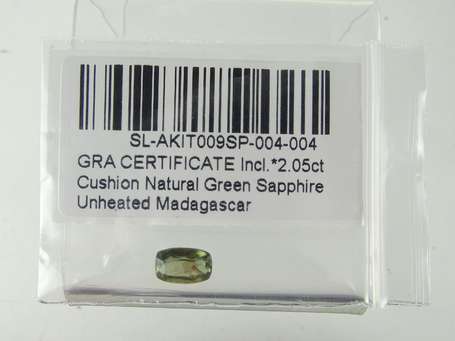 SL-AKIT009SP-004-004
GRA CERTIFICATE Incl.*2.05ct
Cushion Natural Green Sapphire
Unheated Madagascar